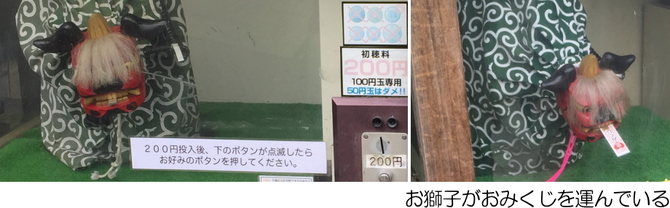 ２００円投入後、下のボタンが点滅したら
お好みのボタンを押してください。
初穂料
200円
100円玉専用
50円玉はダメ!!
200円
お獅子がおみくじを運んでいる